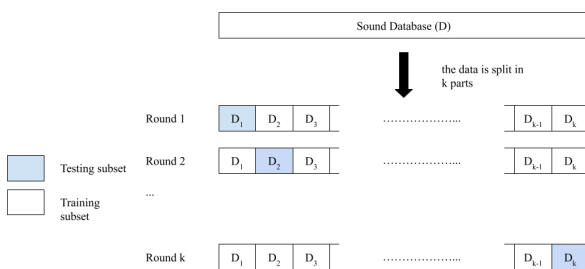 Sound Database (D)
the data is split in
k parts
Round 1 D1 D2 D3 ..................... Dk-1 Dk
Round 2 D1 D2 D3 ..................... Dk-1 Dk
Testing subset
...
Training
subset
Round k D1 D2 D3 ..................... Dk-1 Dk